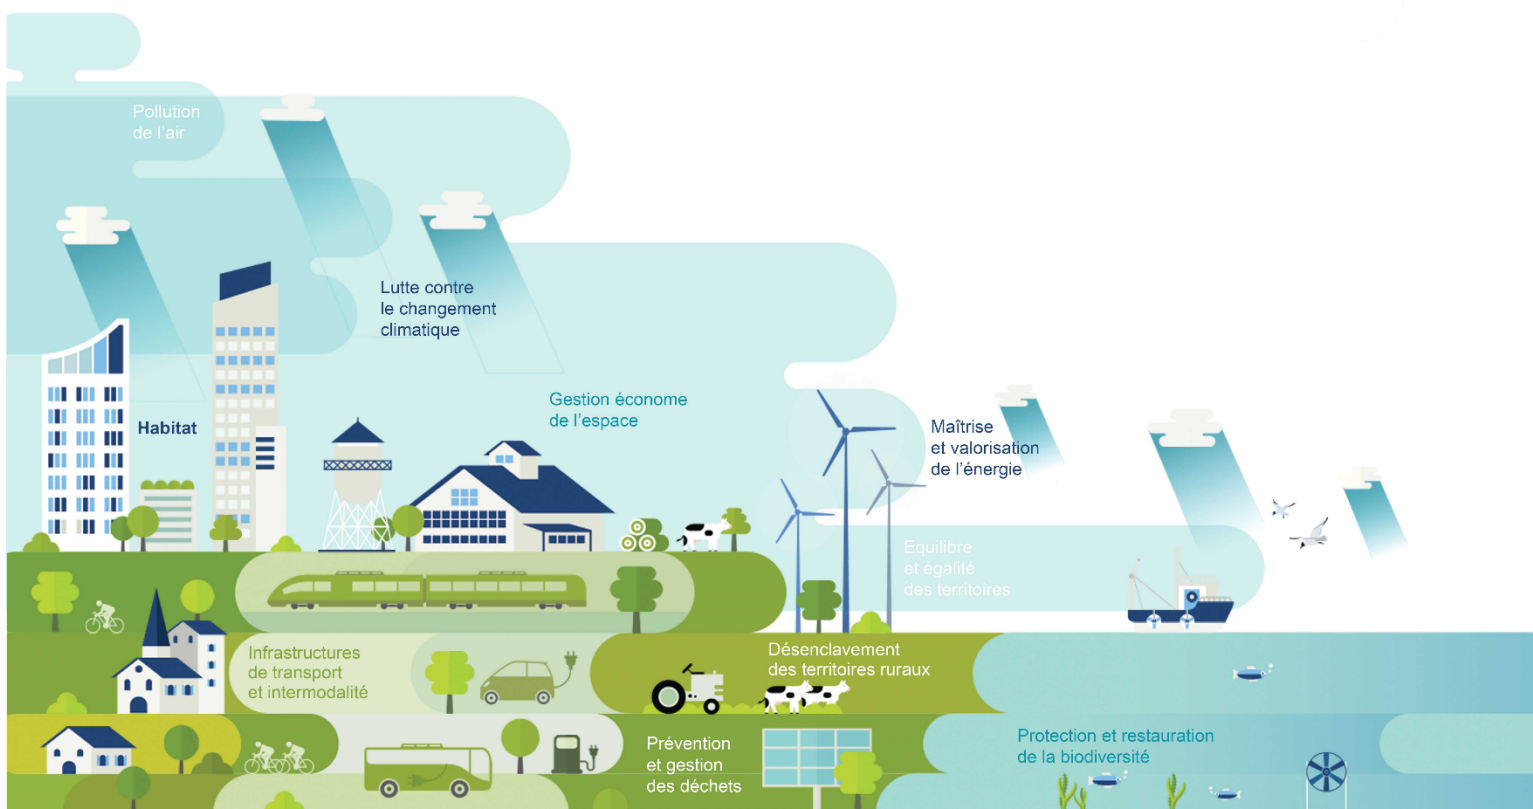 Pollution
de l'air
Lutte contre
le changement
climatique
Gestion économe
de l'espace
Habitat
Maîtrise
et valorisation
de l'énergie
Equilibre
et égalité
des territoires
Infrastructures
de transport
et intermodalité
Désenclavement
des territoires ruraux
Prévention
et gestion
des déchets
Protection et restauration
de la biodiversité